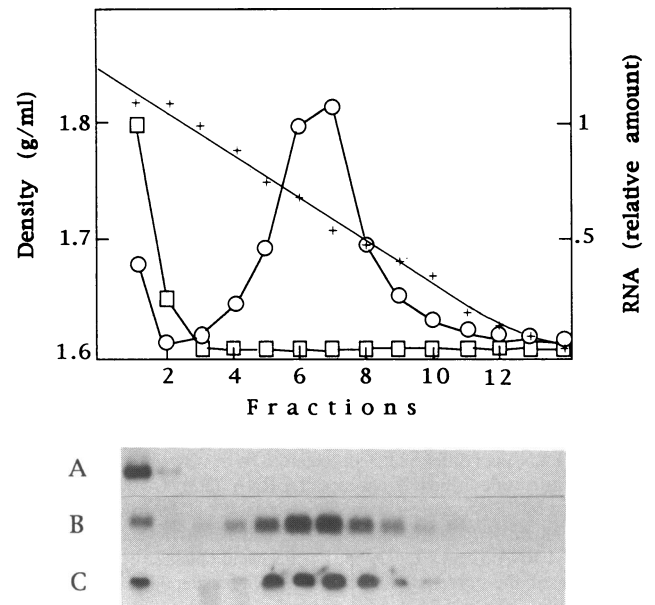 1.8
1.7
1.6
Density (g/ml)
1
.5
RNA (relative amount)
2 4 6 8 10 12
Fractions
A
B
C